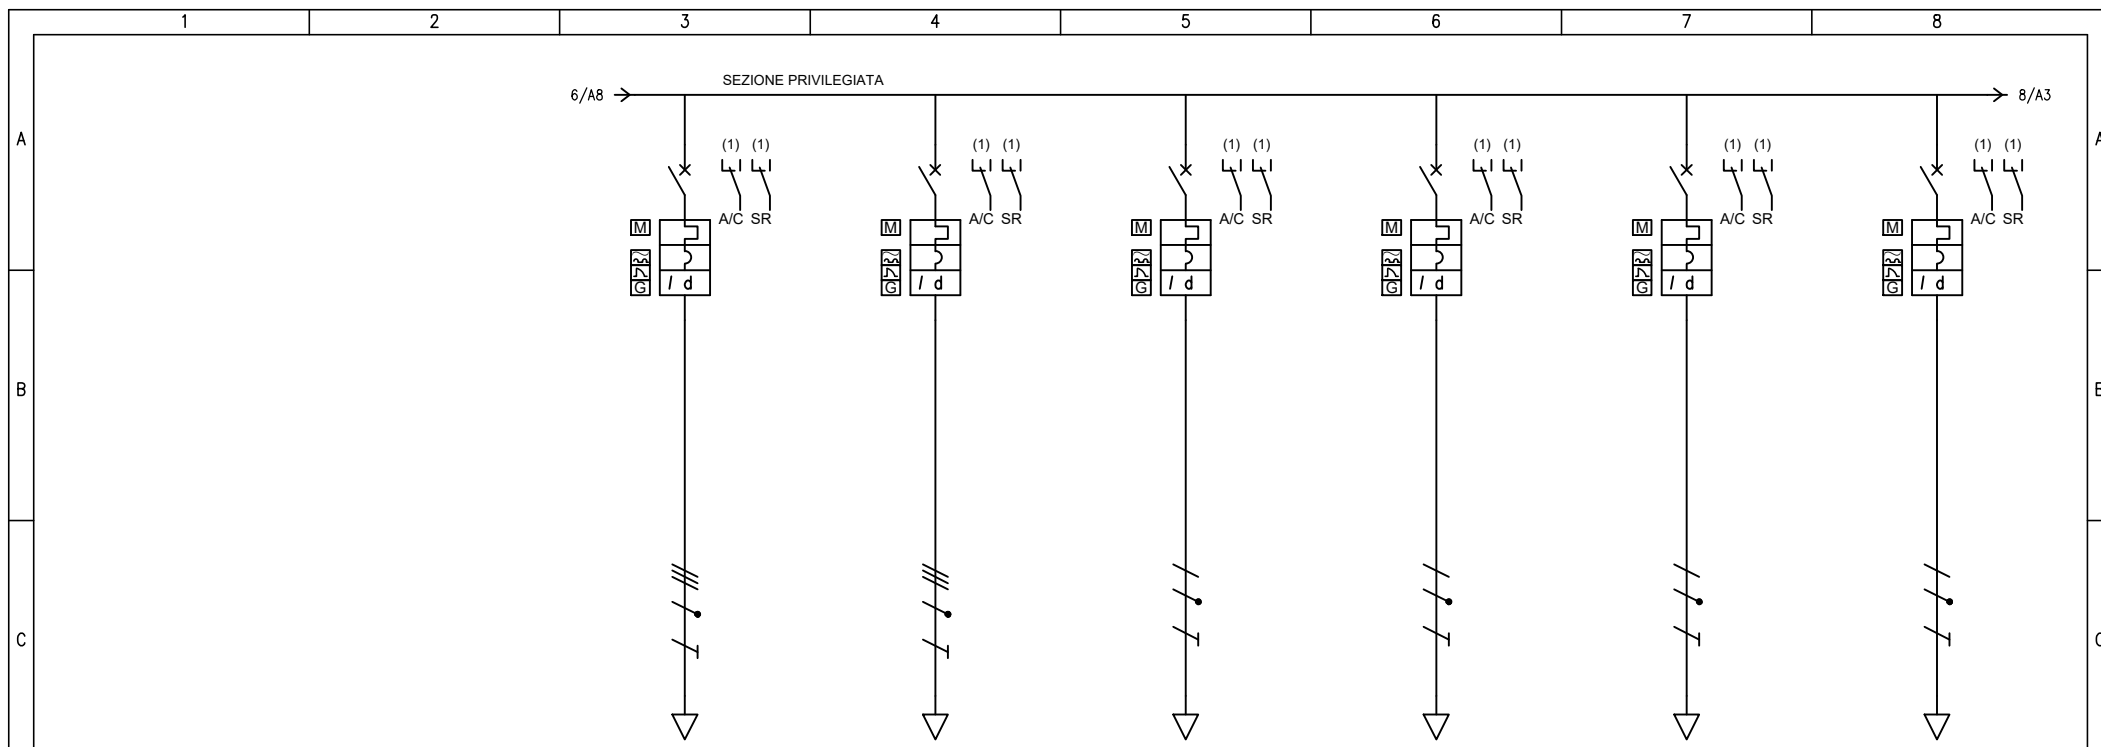 1 2 3 4 5 6 7 8
SEZIONE PRIVILEGIATA
6/A8 8/A3
A A
(1) (1) (1) (1) (1) (1) (1) (1) (1) (1) (1) (1)
A/C SR A/C SR A/C SR A/C SR A/C SR A/C SR
M M M M M M
G I d G I d G I d G I d G I d G I d
B B
C C